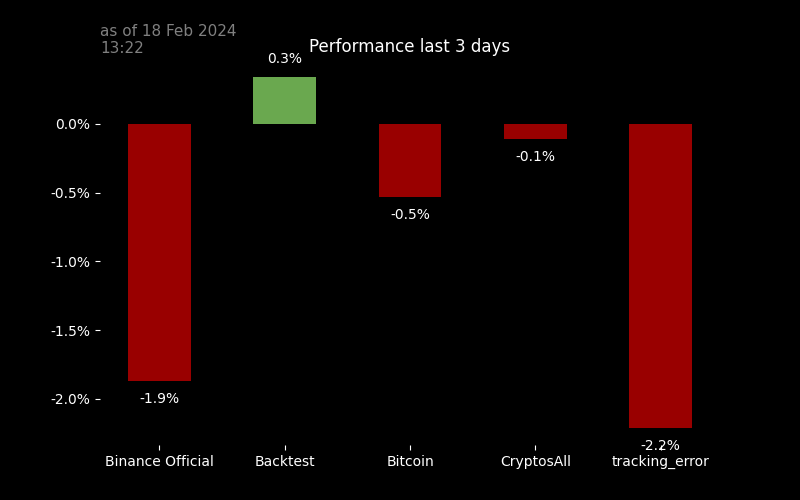 as of 18 Feb 2024
13:22
Performance last 3 days
0.3%
0.0%
-0.1%
-0.5%
-0.5%
-1.0%
-1.5%
-2.0%
-1.9%
-2.2%
Binance Official
Backtest
Bitcoin
CryptosAll
tracking_error